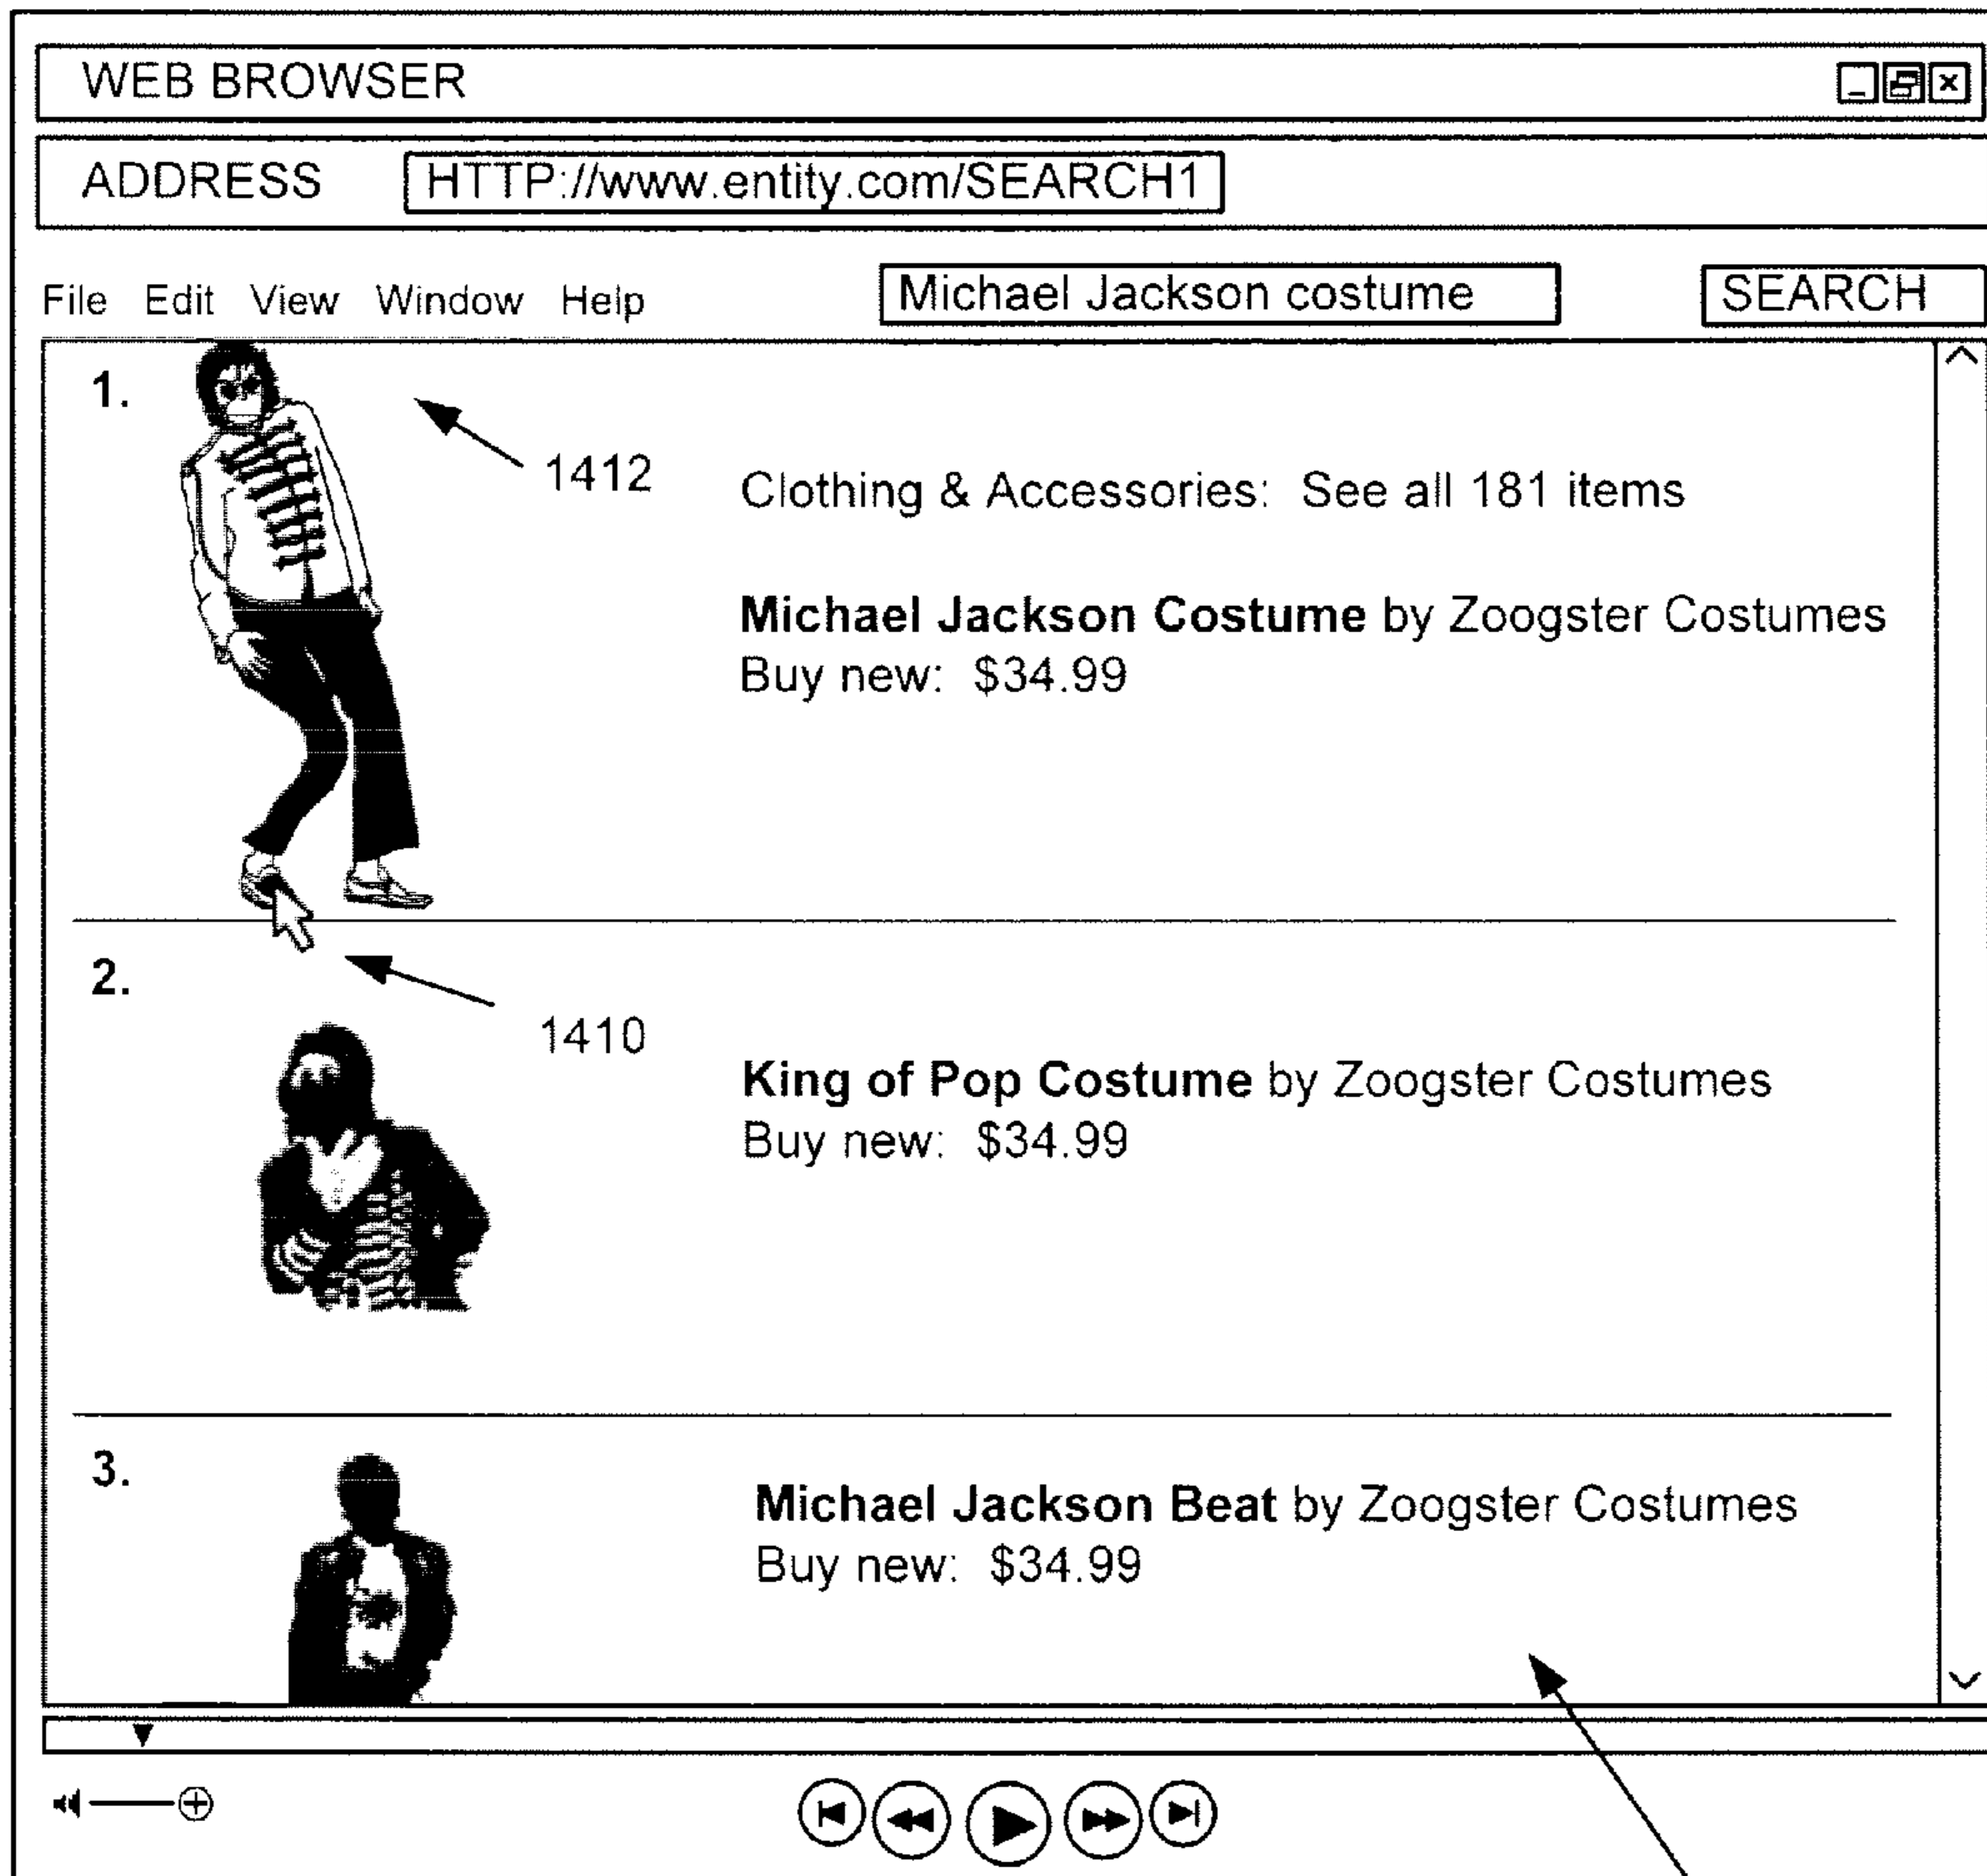 WEB BROWSER
ADDRESS HTTP://www.entity.com/SEARCH1
File Edit View Window Help Michael Jackson costume SEARCH
1.
1412
Clothing & Accessories: See all 181 items
Michael Jackson Costume by Zoogster Costumes
Buy new: $34.99
2.
1410
King of Pop Costume by Zoogster Costumes
Buy new: $34.99
3.
Michael Jackson Beat by Zoogster Costumes
Buy new: $34.99